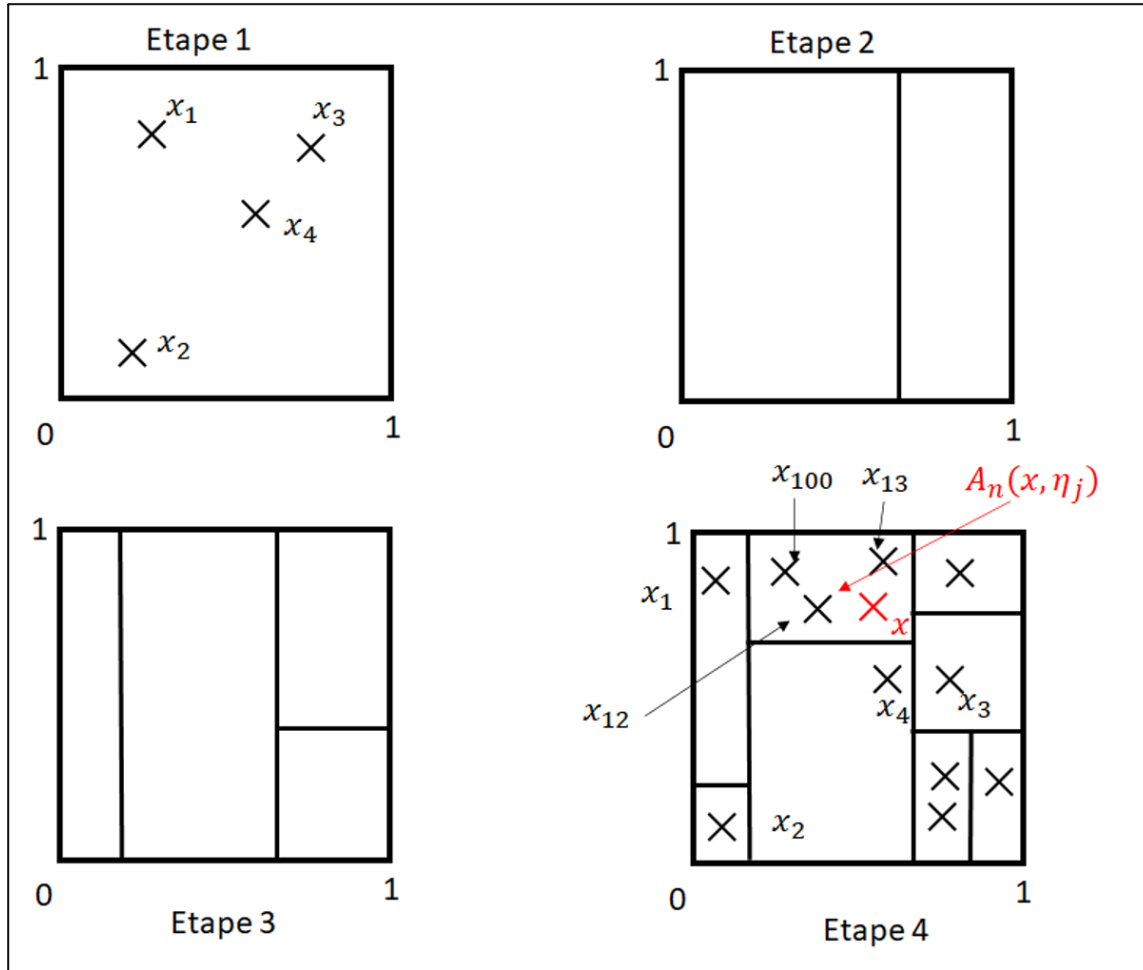 Etape 1
1
x₁
x₃
x₄
x₂
0
1
Etape 2
1
0
1
1
0
1
Etape 3
x₁₀₀
x₁₃
Aₙ(x, ηⱼ)
1
x₁
x
x₁₂
x₄
x₃
x₂
0
1
Etape 4